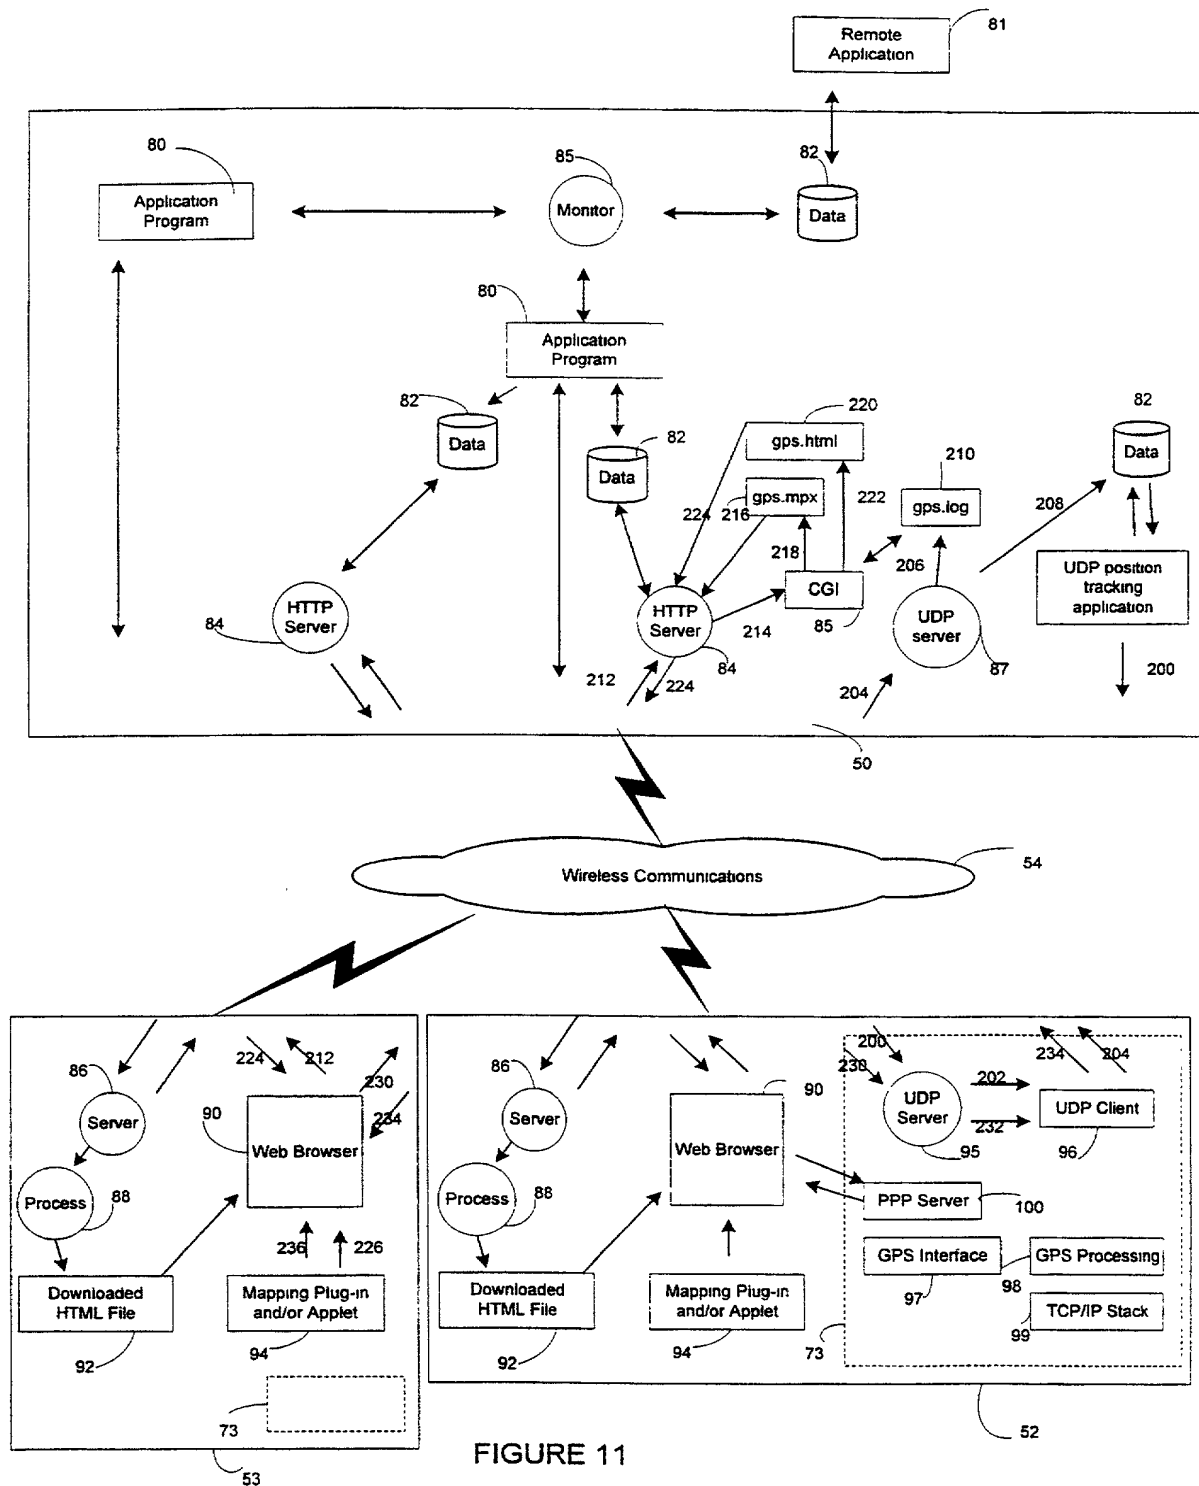 Remote
Application
81
80
Application
Program
85
Monitor
82
Data
80
Application
Program
82
Data
82
Data
220
gps.html
216
gps.mpx
224
222
218
210
gps.log
82
Data
208
206
UDP position
tracking
application
CGI
85
HTTP
Server
84
HTTP
Server
84
214
212
224
UDP
server
87
204
200
50
Wireless Communications
54
86
Server
Process
88
Downloaded
HTML File
92
224
212
230
234
90
Web Browser
236
226
Mapping Plug-in
and/or Applet
94
73
53
86
Server
Process
88
Downloaded
HTML File
92
90
Web Browser
Mapping Plug-in
and/or Applet
94
200
230
234
204
UDP
Server
95
202
232
UDP Client
96
PPP Server
100
GPS Interface
97
98
GPS Processing
99
TCP/IP Stack
73
52
FIGURE 11